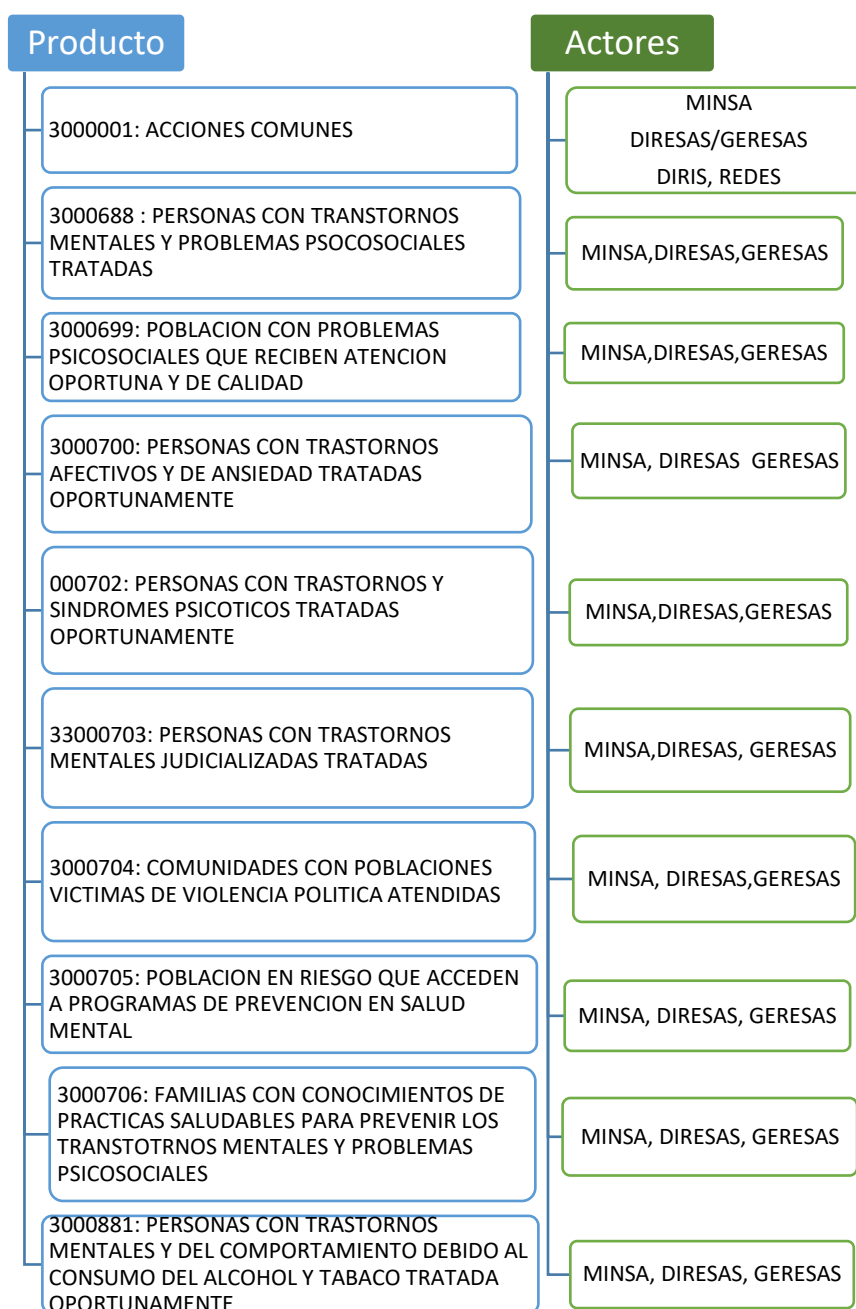 Producto
Actores
3000001: ACCIONES COMUNES
MINSA
DIRESAS/GERESAS
DIRIS, REDES
3000688 : PERSONAS CON TRANSTORNOS
MENTALES Y PROBLEMAS PSOCOSOCIALES
TRATADAS
MINSA,DIRESAS,GERESAS
3000699: POBLACION CON PROBLEMAS
PSICOSOCIALES QUE RECIBEN ATENCION
OPORTUNA Y DE CALIDAD
MINSA,DIRESAS,GERESAS
3000700: PERSONAS CON TRASTORNOS
AFECTIVOS Y DE ANSIEDAD TRATADAS
OPORTUNAMENTE
MINSA, DIRESAS  GERESAS
000702: PERSONAS CON TRASTORNOS Y
SINDROMES PSICOTICOS TRATADAS
OPORTUNAMENTE
MINSA,DIRESAS,GERESAS
33000703: PERSONAS CON TRASTORNOS
MENTALES JUDICIALIZADAS TRATADAS
MINSA,DIRESAS, GERESAS
3000704: COMUNIDADES CON POBLACIONES
VICTIMAS DE VIOLENCIA POLITICA ATENDIDAS
MINSA, DIRESAS,GERESAS
3000705: POBLACION EN RIESGO QUE ACCEDEN
A PROGRAMAS DE PREVENCION EN SALUD
MENTAL
MINSA, DIRESAS, GERESAS
3000706: FAMILIAS CON CONOCIMIENTOS DE
PRACTICAS SALUDABLES PARA PREVENIR LOS
TRANSTOTRNOS MENTALES Y PROBLEMAS
PSICOSOCIALES
MINSA, DIRESAS, GERESAS
3000881: PERSONAS CON TRASTORNOS
MENTALES Y DEL COMPORTAMIENTO DEBIDO AL
CONSUMO DEL ALCOHOL Y TABACO TRATADA
OPORTUNAMENTE
MINSA, DIRESAS, GERESAS